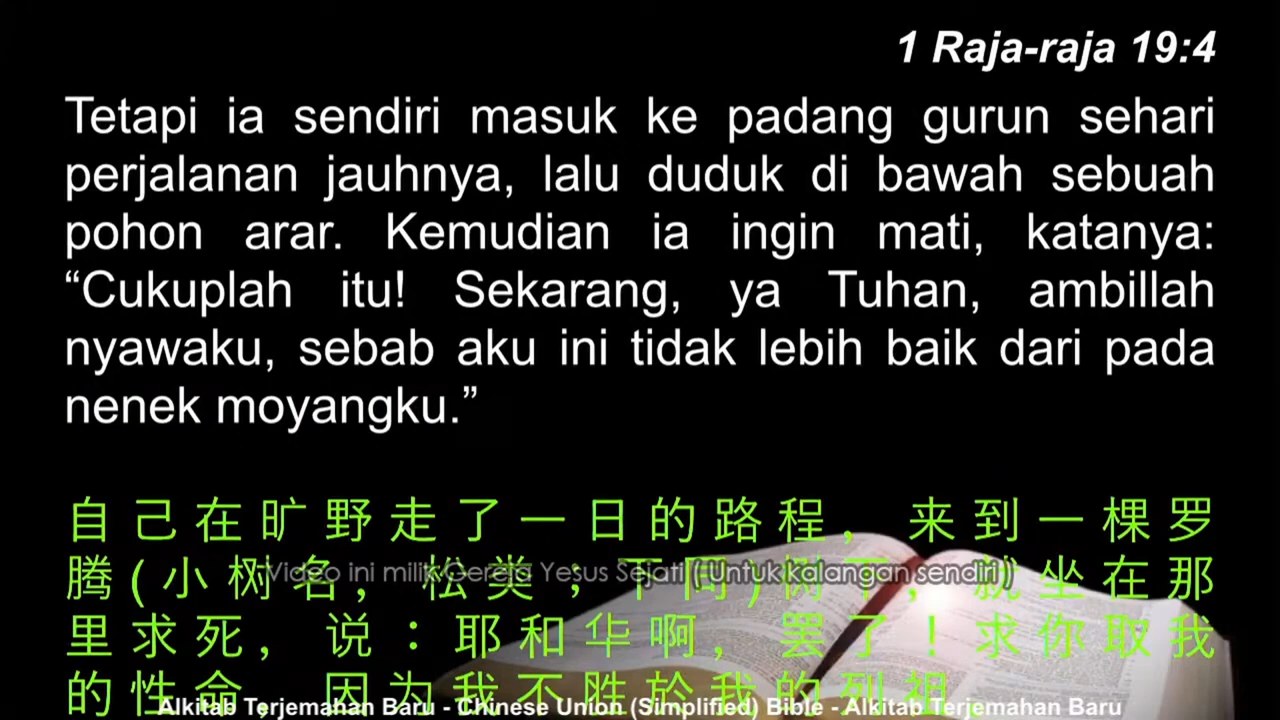 1 Raja-raja 19:4
Tetapi ia sendiri masuk ke padang gurun sehari
perjalanan jauhnya, lalu duduk di bawah sebuah
pohon arar. Kemudian ia ingin mati, katanya:
“Cukuplah itu! Sekarang, ya Tuhan, ambillah
nyawaku, sebab aku ini tidak lebih baik dari pada
nenek moyangku.”
自己在旷野走了一日的路程，来到一棵罗
腾(小树名，松类；下同)树下，就坐在那
Video ini milik Gereja Yesus Sejati (Untuk kalangan sendiri)
里求死，说：耶和华啊，罢了！求你取我
的性命，因为我不胜於我的列祖。
Alkitab Terjemahan Baru - Chinese Union (Simplified) Bible - Alkitab Terjemahan Baru